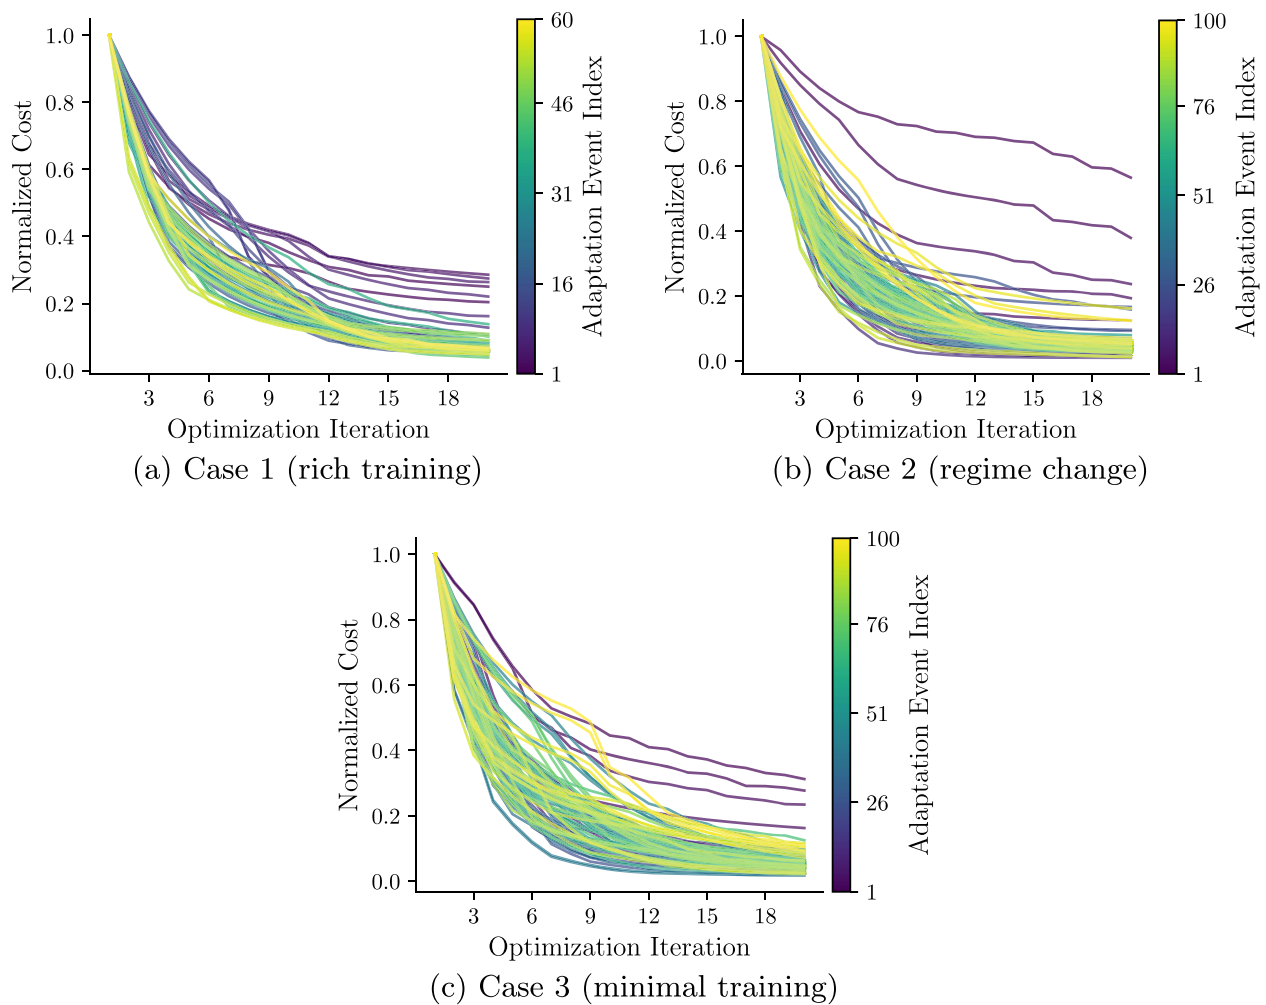 1.0
0.8
0.6
0.4
0.2
0.0
Normalized Cost
3 6 9 12 15 18
Optimization Iteration
60
46
31
16
1
Adaptation Event Index
(a) Case 1 (rich training)
1.0
0.8
0.6
0.4
0.2
0.0
Normalized Cost
3 6 9 12 15 18
Optimization Iteration
100
76
51
26
1
Adaptation Event Index
(b) Case 2 (regime change)
1.0
0.8
0.6
0.4
0.2
0.0
Normalized Cost
3 6 9 12 15 18
Optimization Iteration
100
76
51
26
1
Adaptation Event Index
(c) Case 3 (minimal training)